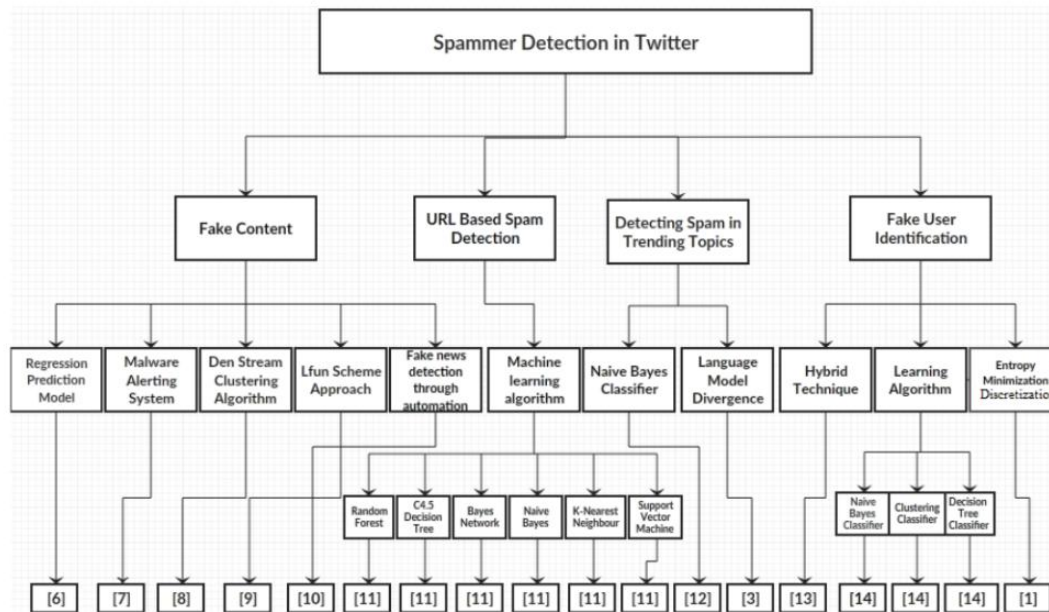 Spammer Detection in Twitter
Fake Content
URL Based Spam
Detection
Detecting Spam in
Trending Topics
Fake User
Identification
Regression
Prediction
Model
Malware
Alerting
System
Den Stream
Clustering
Algorithm
Lfun Scheme
Approach
Fake news
detection
through
automation
Machine
learning
algorithm
Naive Bayes
Classifier
Language
Model
Divergence
Hybrid
Technique
Learning
Algorithm
Entropy
Minimization
Discretization
Random
Forest
C4.5
Decision
Tree
Bayes
Network
Naive
Bayes
K-Nearest
Neighbour
Support
Vector
Machine
Naive
Bayes
Classifier
Clustering
Classifier
Decision
Tree
Classifier
[6]
[7]
[8]
[9]
[10]
[11]
[11]
[11]
[11]
[11]
[11]
[12]
[3]
[13]
[14]
[14]
[14]
[1]